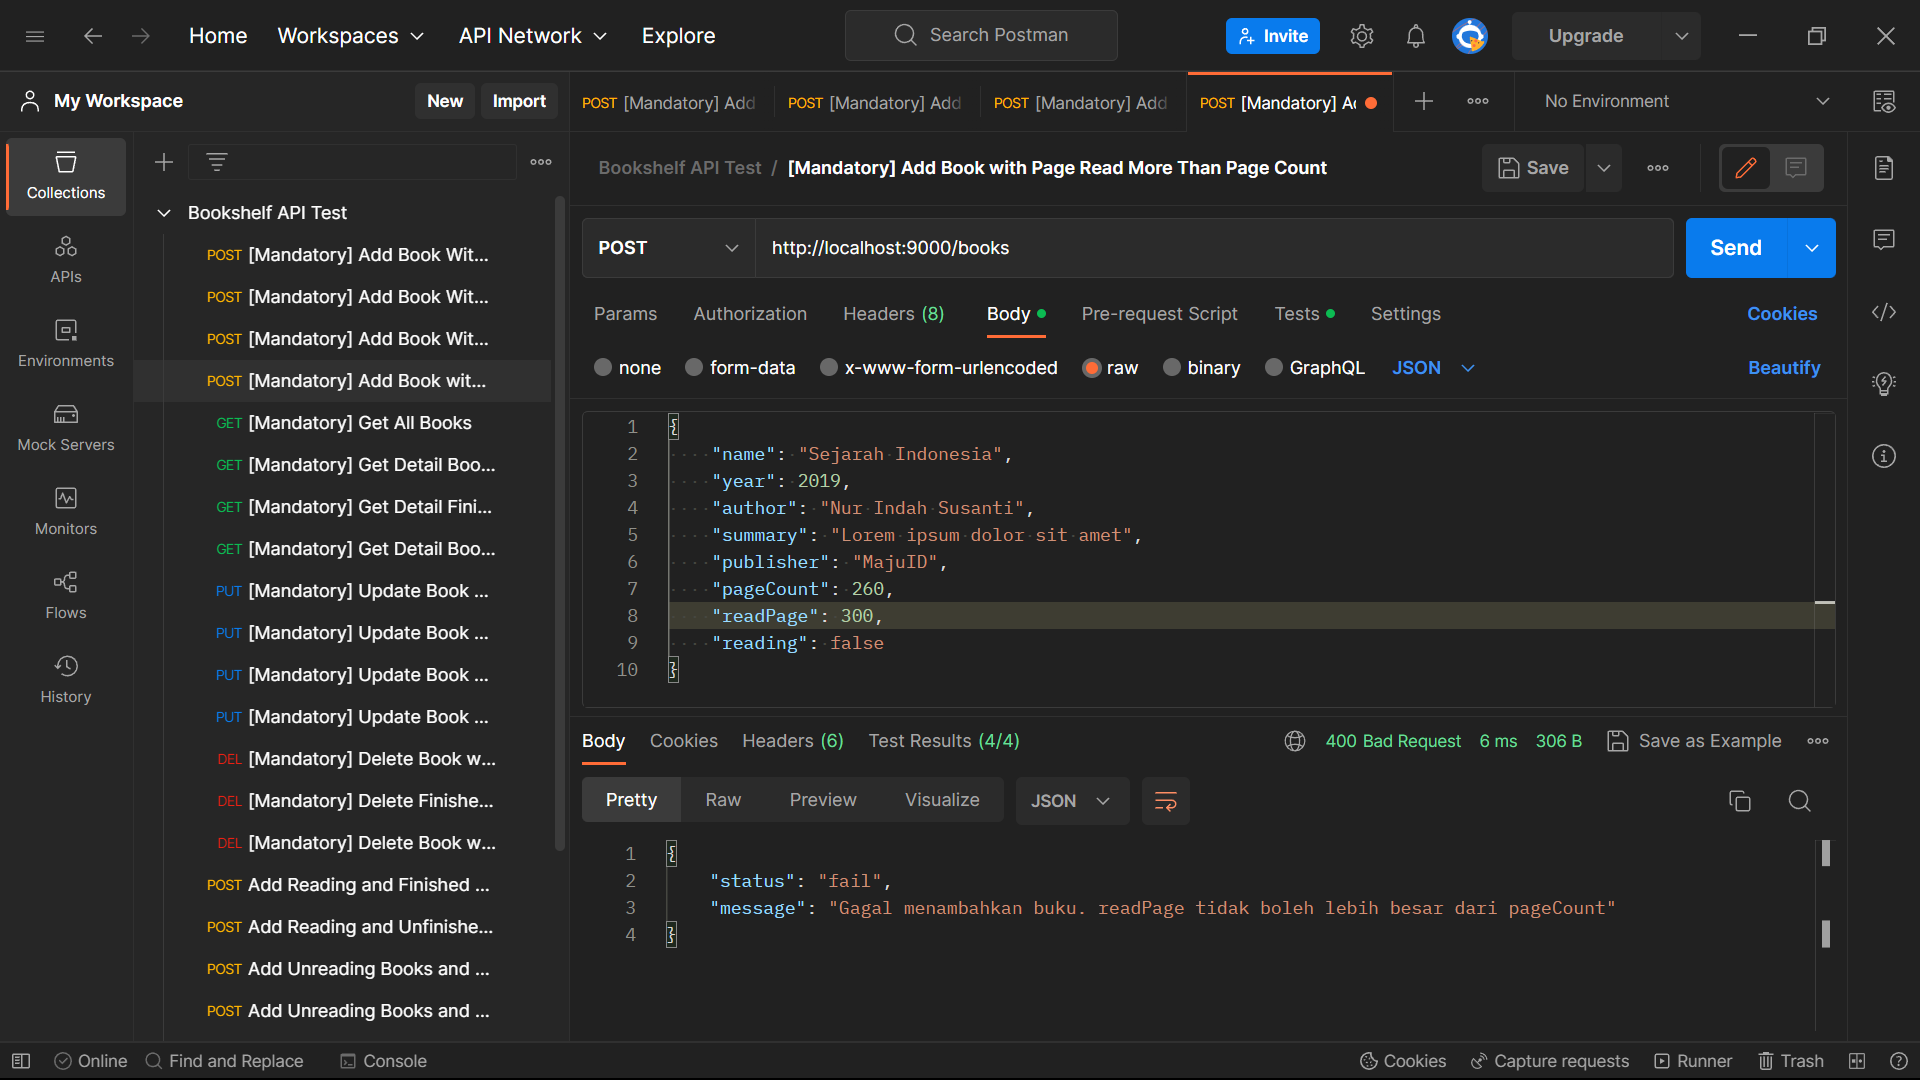 Home
Workspaces
API Network
Explore
Search Postman
Invite
Upgrade
My Workspace
New
Import
POST [Mandatory] Add
POST [Mandatory] Add
POST [Mandatory] Add
POST [Mandatory] Ac
No Environment
Collections
APIs
Environments
Mock Servers
Monitors
Flows
History
Bookshelf API Test
POST [Mandatory] Add Book Wit...
POST [Mandatory] Add Book Wit...
POST [Mandatory] Add Book Wit...
POST [Mandatory] Add Book wit...
GET [Mandatory] Get All Books
GET [Mandatory] Get Detail Boo...
GET [Mandatory] Get Detail Fini...
GET [Mandatory] Get Detail Boo...
PUT [Mandatory] Update Book ...
PUT [Mandatory] Update Book ...
PUT [Mandatory] Update Book ...
PUT [Mandatory] Update Book ...
DEL [Mandatory] Delete Book w...
DEL [Mandatory] Delete Finishe...
DEL [Mandatory] Delete Book w...
POST Add Reading and Finished ...
POST Add Reading and Unfinishe...
POST Add Unreading Books and ...
POST Add Unreading Books and ...
Bookshelf API Test / [Mandatory] Add Book with Page Read More Than Page Count
Save
POST
http://localhost:9000/books
Send
Params
Authorization
Headers (8)
Body
Pre-request Script
Tests
Settings
Cookies
none
form-data
x-www-form-urlencoded
raw
binary
GraphQL
JSON
Beautify
1 {
2 "name": "Sejarah Indonesia",
3 "year": 2019,
4 "author": "Nur Indah Susanti",
5 "summary": "Lorem ipsum dolor sit amet",
6 "publisher": "MajuID",
7 "pageCount": 260,
8 "readPage": 300,
9 "reading": false
10 }
Body
Cookies
Headers (6)
Test Results (4/4)
400 Bad Request
6 ms
306 B
Save as Example
Pretty
Raw
Preview
Visualize
JSON
1 {
2 "status": "fail",
3 "message": "Gagal menambahkan buku. readPage tidak boleh lebih besar dari pageCount"
4 }
Online
Find and Replace
Console
Cookies
Capture requests
Runner
Trash